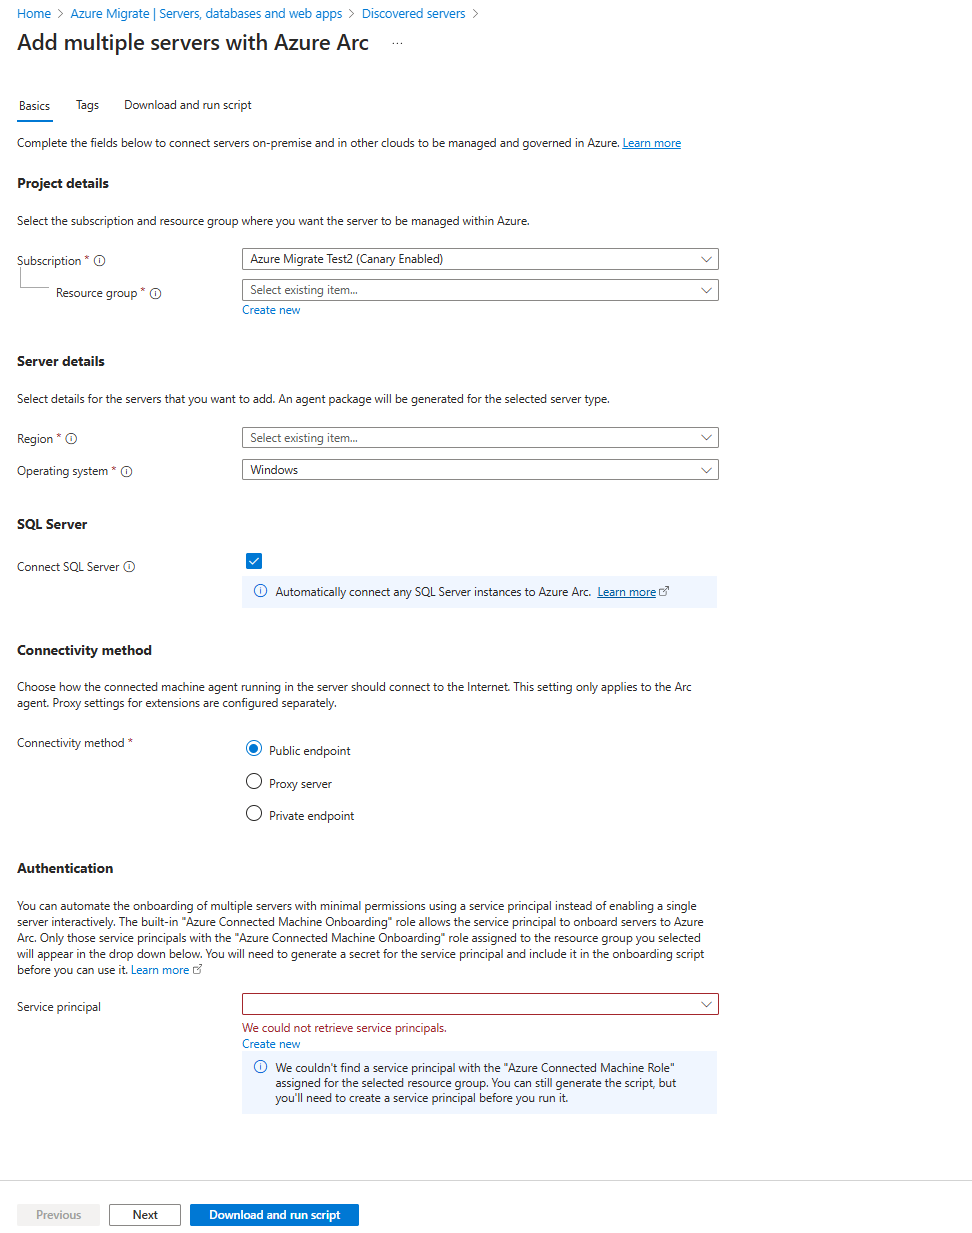 Home > Azure Migrate | Servers, databases and web apps > Discovered servers >
Add multiple servers with Azure Arc ...
Basics Tags Download and run script
Complete the fields below to connect servers on-premise and in other clouds to be managed and governed in Azure. Learn more
Project details
Select the subscription and resource group where you want the server to be managed within Azure.
Subscription * Azure Migrate Test2 (Canary Enabled)
Resource group * Select existing item...
Create new
Server details
Select details for the servers that you want to add. An agent package will be generated for the selected server type.
Region * Select existing item...
Operating system * Windows
SQL Server
Connect SQL Server
Automatically connect any SQL Server instances to Azure Arc. Learn more
Connectivity method
Choose how the connected machine agent running in the server should connect to the Internet. This setting only applies to the Arc
agent. Proxy settings for extensions are configured separately.
Connectivity method * Public endpoint
Proxy server
Private endpoint
Authentication
You can automate the onboarding of multiple servers with minimal permissions using a service principal instead of enabling a single
server interactively. The built-in "Azure Connected Machine Onboarding" role allows the service principal to onboard servers to Azure
Arc. Only those service principals with the "Azure Connected Machine Onboarding" role assigned to the resource group you selected
will appear in the drop down below. You will need to generate a secret for the service principal and include it in the onboarding script
before you can use it. Learn more
Service principal
We could not retrieve service principals.
Create new
We couldn't find a service principal with the "Azure Connected Machine Role"
assigned for the selected resource group. You can still generate the script, but
you'll need to create a service principal before you run it.
Previous Next Download and run script